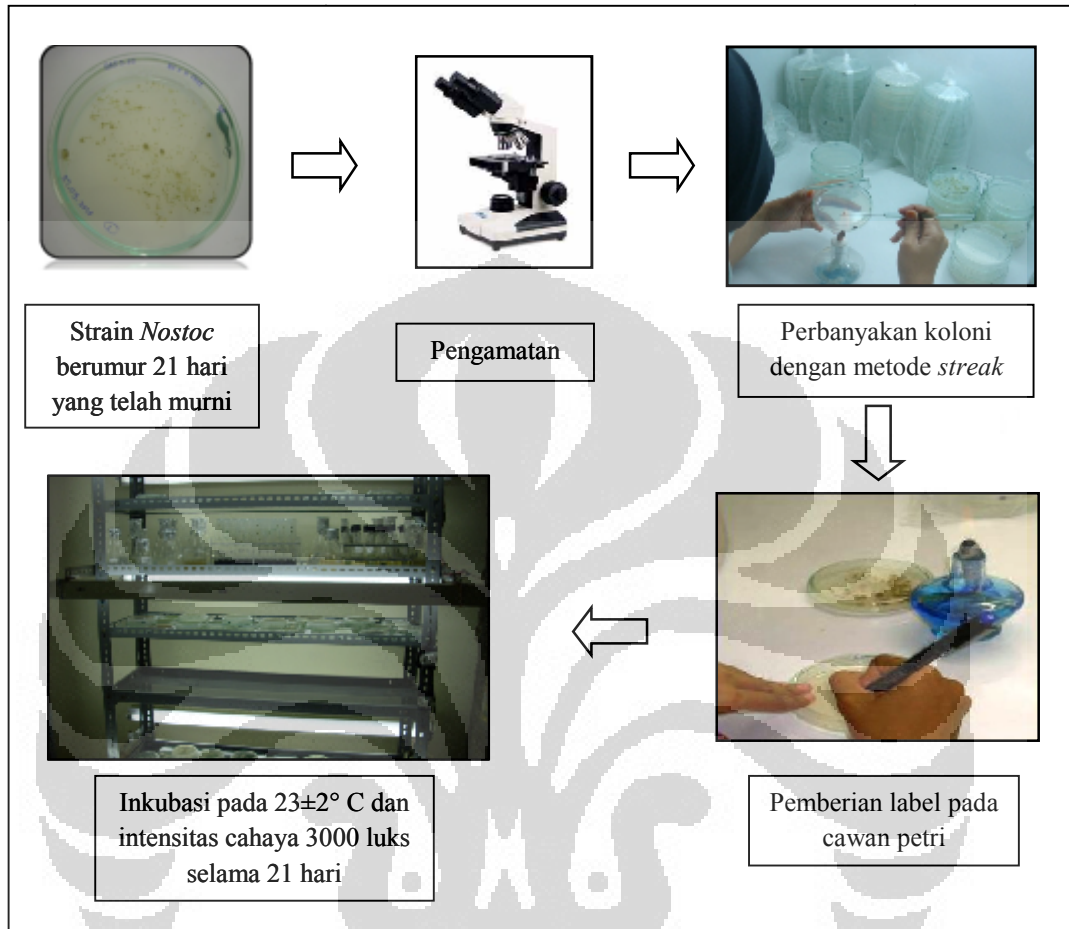 Strain Nostoc
berumur 21 hari
yang telah murni
Pengamatan
Perbanyakan koloni
dengan metode streak
Pemberian label pada
cawan petri
Inkubasi pada 23±2° C dan
intensitas cahaya 3000 luks
selama 21 hari